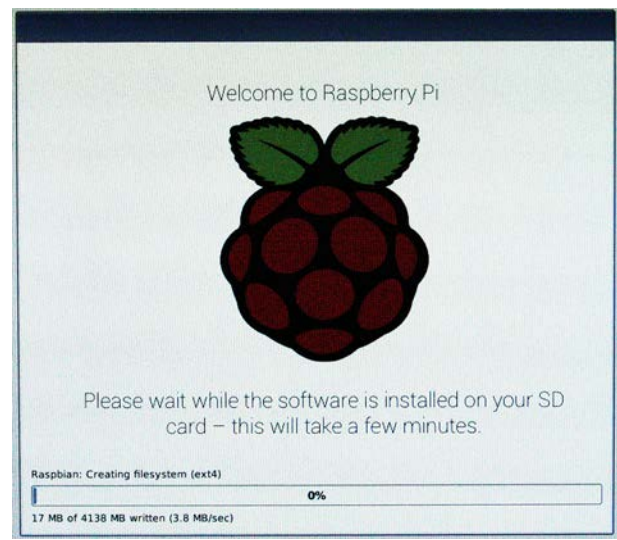 Welcome to Raspberry Pi
Please wait while the software is installed on your SD
card – this will take a few minutes.
Raspbian: Creating filesystem (ext4)
0%
17 MB of 4138 MB written (3.8 MB/sec)